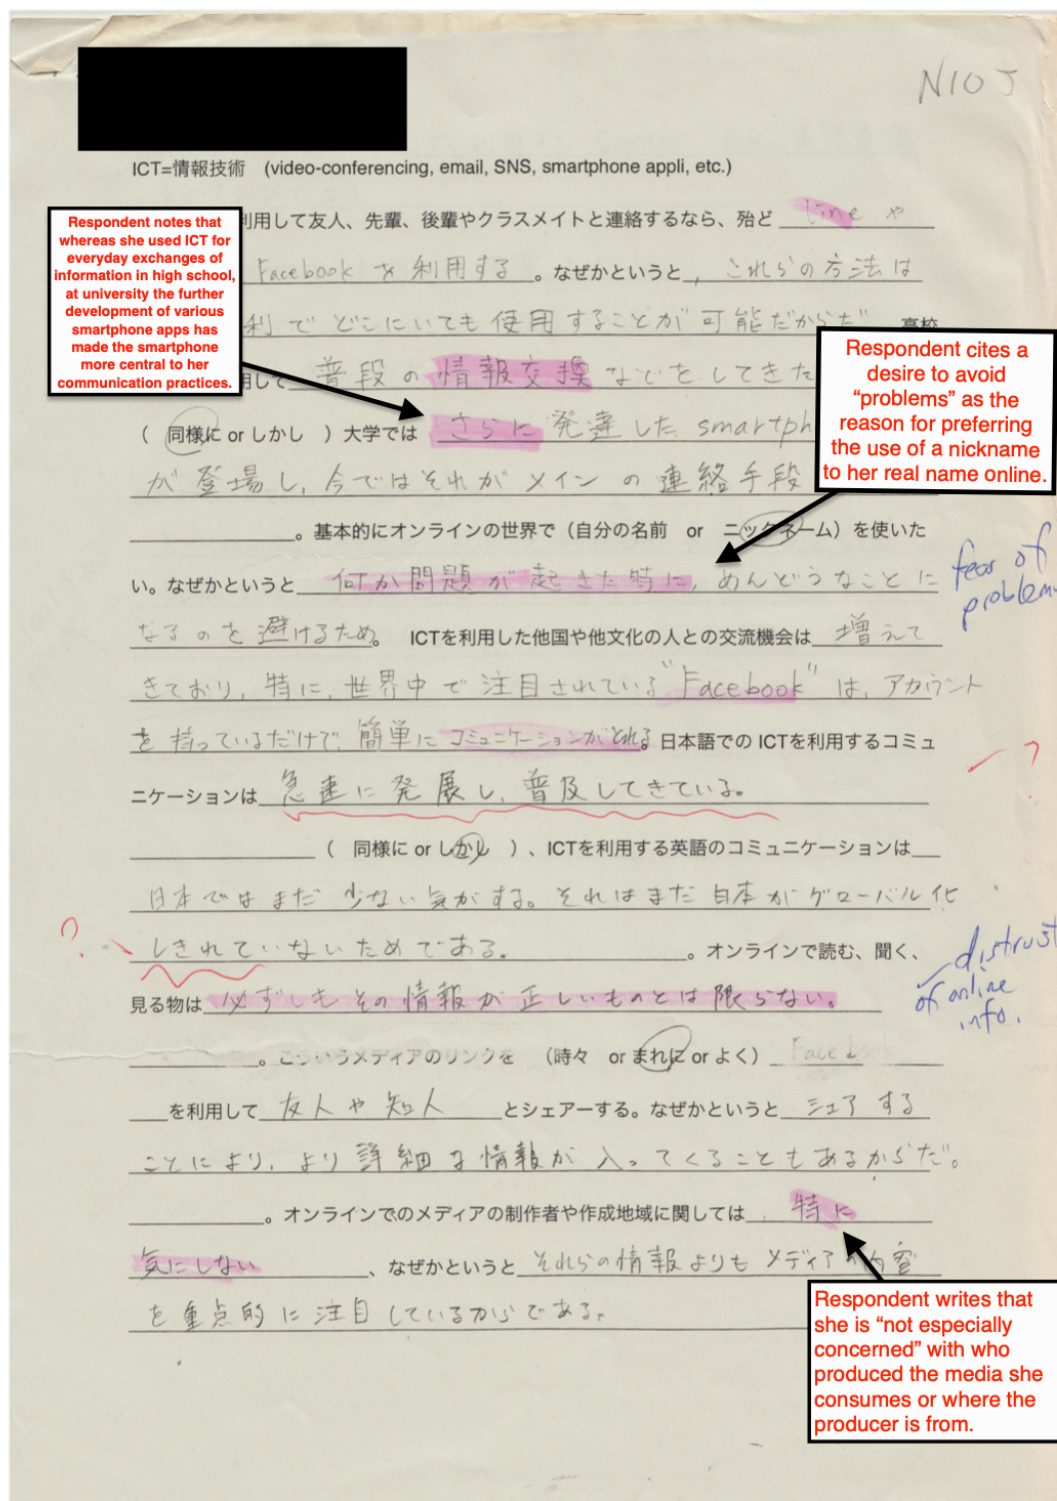 N10J
ICT=情報技術 (video-conferencing, email, SNS, smartphone appli, etc.)
Respondent notes that
whereas she used ICT for
everyday exchanges of
information in high school,
at university the further
development of various
smartphone apps has
made the smartphone
more central to her
communication practices.
利用して友人、先輩、後輩やクラスメイトと連絡するなら、殆ど Line や
Facebook を利用する 。なぜかというと、これらの方法は
利でどこにいても使用することが可能だからだ 高校
用して 普段の情報交換などをしてきた
( 同様に or しかし ) 大学では さらに発達した smartph
が登場し、今ではそれがメインの連絡手段
Respondent cites a
desire to avoid
“problems” as the
reason for preferring
the use of a nickname
to her real name online.
。基本的にオンラインの世界で(自分の名前 or ニックネーム)を使いた
い。なぜかというと 何か問題が起きた時に、めんどうなことに
fear of
problems
なるのを避けるため。 ICTを利用した他国や他文化の人との交流機会は 増えて
きており、特に、世界中で注目されている"Facebook"は、アカウント
を持っているだけで、簡単にコミュニケーションがとれる 日本語での ICTを利用するコミュ
?
ニケーションは 急速に発展し、普及してきている。
( 同様に or しかし )、ICTを利用する英語のコミュニケーションは
日本ではまだ少ない気がする。それはまだ日本がグローバル化
? しきれていないためである。 。オンラインで読む、聞く、
distrust
of online
info.
見る物は 必ずしもその情報が正しいものとは限らない。
。こういうメディアのリンクを (時々 or まれに or よく) Facebook
を利用して 友人や知人 とシェアーする。なぜかというと シェアする
ことにより、より詳細な情報が入ってくることもあるからだ。
。オンラインでのメディアの制作者や作成地域に関しては、特に
気にしない 、なぜかというと それらの情報よりもメディアの内容
を重点的に注目しているからである。
Respondent writes that
she is “not especially
concerned” with who
produced the media she
consumes or where the
producer is from.